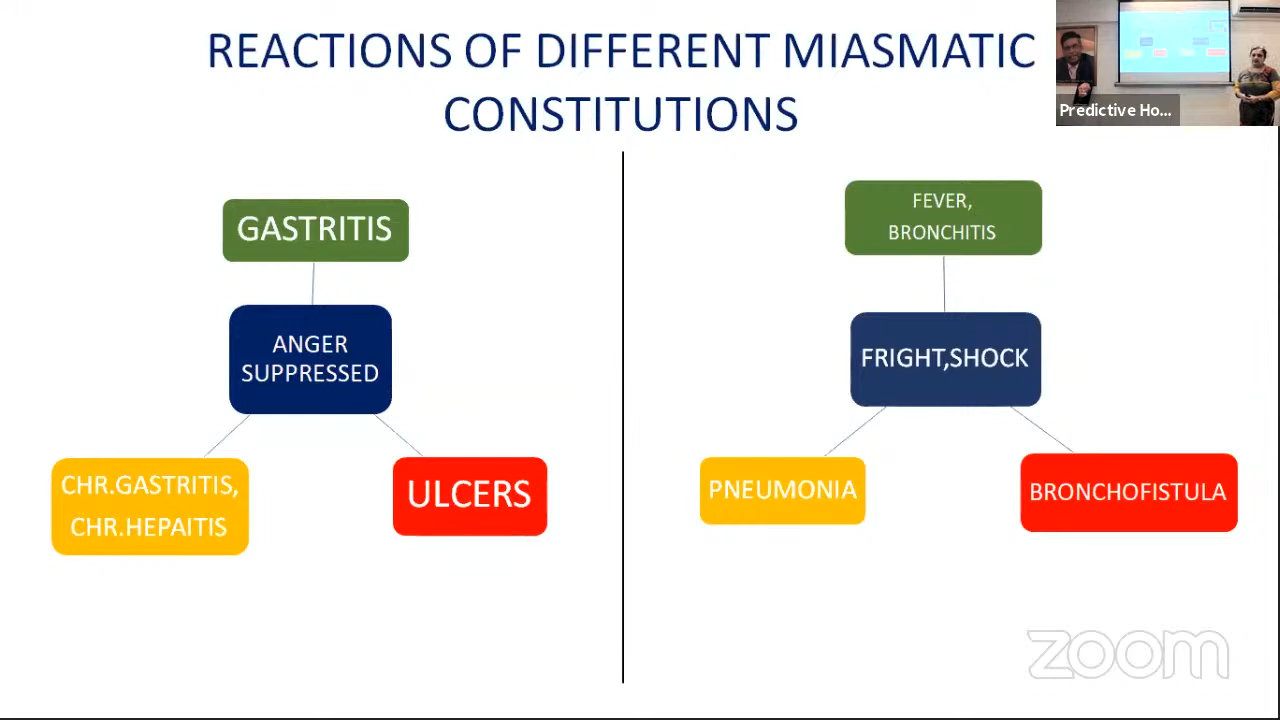 REACTIONS OF DIFFERENT MIASMATIC
CONSTITUTIONS
Predictive Ho...
GASTRITIS
ANGER
SUPPRESSED
CHR.GASTRITIS,
CHR.HEPAITIS
ULCERS
FEVER,
BRONCHITIS
FRIGHT,SHOCK
PNEUMONIA
BRONCHOFISTULA
zoom